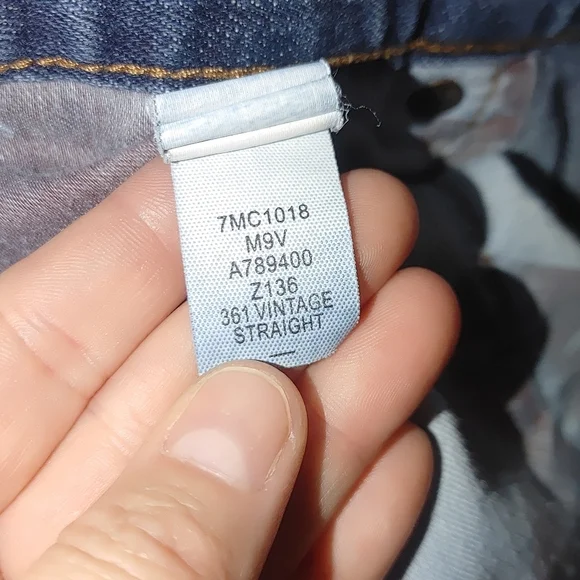 7MC1018
M9V
A789400
Z136
361 VINTAGE
STRAIGHT